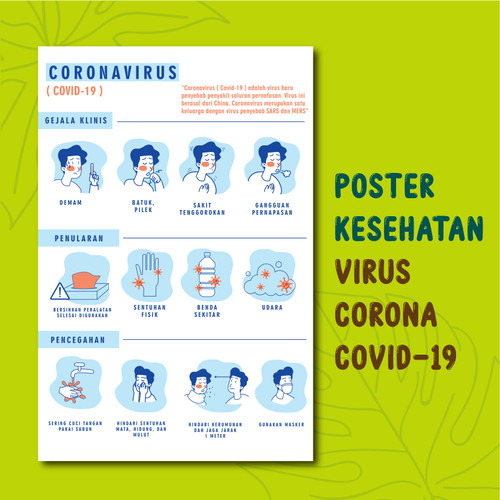 CORONAVIRUS
( COVID-19 )
"Coronavirus ( Covid-19 ) adalah virus baru
penyebab penyakit saluran pernafasan. Virus ini
berasal dari China. Coronavirus merupakan satu
keluarga dengan virus penyebab SARS dan MERS"
GEJALA KLINIS
DEMAM
BATUK,
PILEK
SAKIT
TENGGOROKAN
GANGGUAN
PERNAPASAN
PENULARAN
BERSIHKAN PERALATAN
SELESAI DIGUNAKAN
SENTUHAN
FISIK
BENDA
SEKITAR
UDARA
PENCEGAHAN
SERING CUCI TANGAN
PAKAI SABUN
HINDARI SENTUHAN
MATA, HIDUNG, DAN
MULUT
HINDARI KERUMUNAN
DAN JAGA JARAK
1 METER
GUNAKAN MASKER
POSTER
KESEHATAN
VIRUS
CORONA
COVID-19